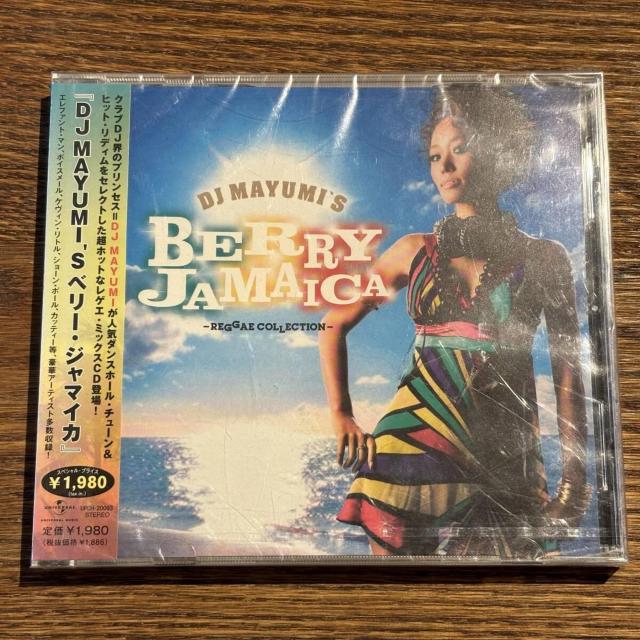 クラブDJ界のプリンセス=DJ MAYUMIが人気ダンスホール・チューン&
ヒット・リディムをセレクトした超ホットなレゲエ・ミックスCD登場!
『DJ MAYUMI'S ベリー・ジャマイカ』
エレファント・マン、ボイスメール、ケヴィン・リトル、ショーン・ポール、カッティー等、豪華アーティスト多数収録!
スペシャル・プライス
¥1,980
(tax in.)
UNIVERSAL
UNIVERSAL MUSIC
UPCH-20093
STEREO
定価¥1,980
(税抜価格¥1,886)
DJ MAYUMI'S
BERRY
JAMAICA
-REGGAE COLLECTION-